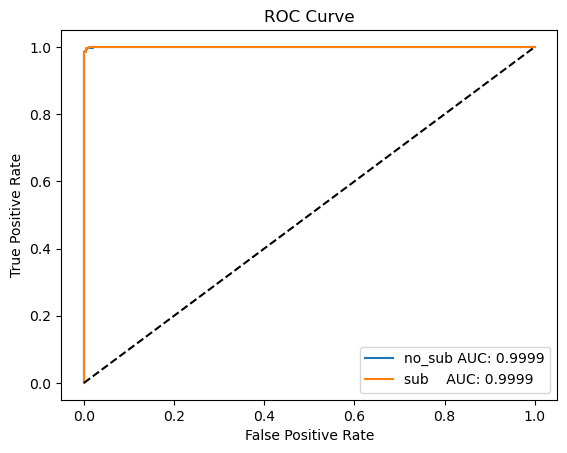 ROC Curve
True Positive Rate
1.0
0.8
0.6
0.4
0.2
0.0
no_sub AUC: 0.9999
sub    AUC: 0.9999
0.0 0.2 0.4 0.6 0.8 1.0
False Positive Rate